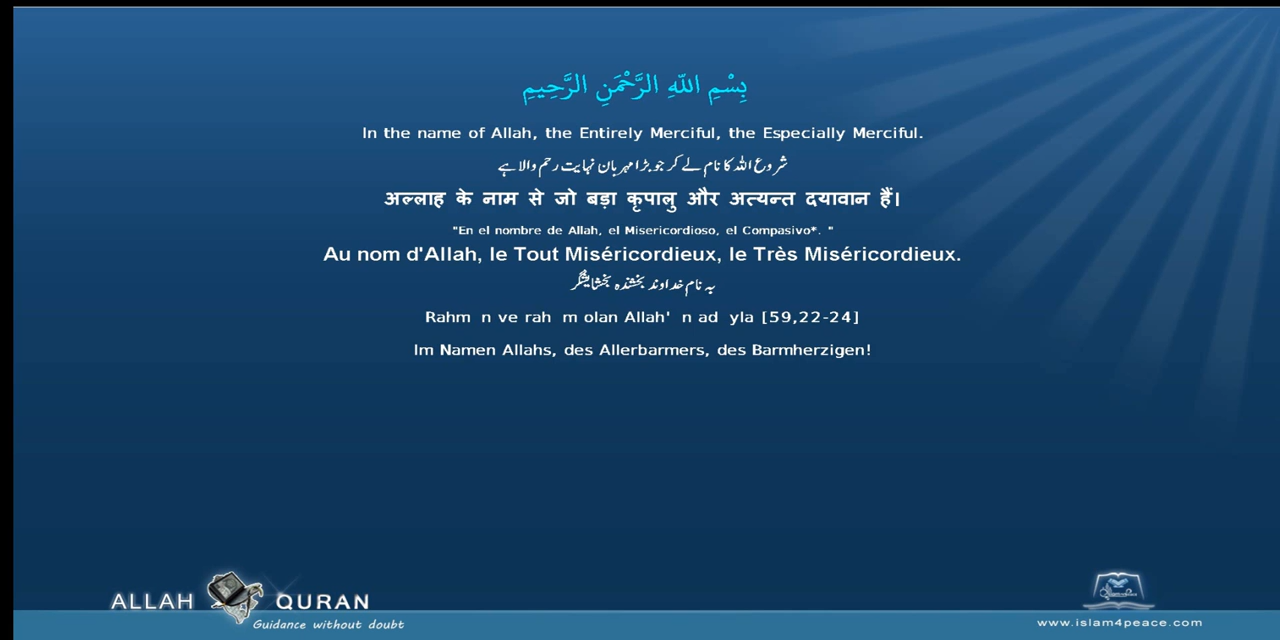 بِسْمِ اللَّهِ الرَّحْمَنِ الرَّحِيمِ
In the name of Allah, the Entirely Merciful, the Especially Merciful.
شروع اللہ کا نام لے کر جو بڑا مہربان نہایت رحم والا ہے
अल्लाह के नाम से जो बड़ा कृपालु और अत्यन्त दयावान हैं।
"En el nombre de Allah, el Misericordioso, el Compasivo*. "
Au nom d'Allah, le Tout Miséricordieux, le Très Miséricordieux.
به نام خداوند بخشنده بخشایشگر
Rahm n ve rah m olan Allah' n ad yla [59,22-24]
Im Namen Allahs, des Allerbarmers, des Barmherzigen!
ALLAH QURAN
Guidance without doubt
www.islam4peace.com